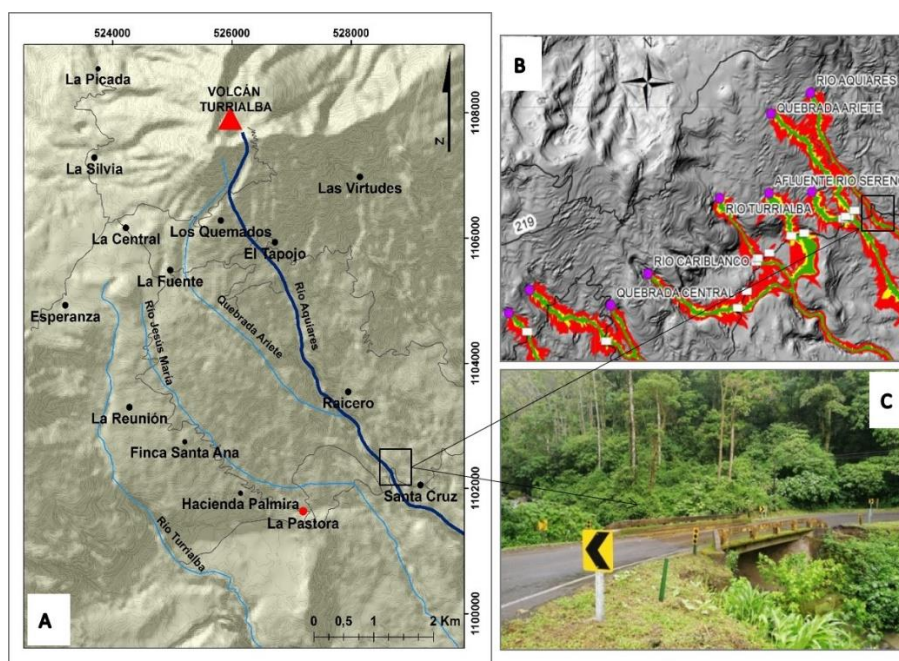 524000
526000
528000
La Picada
VOLCÁN
TURRIALBA
1108000
Z
La Silvia
Las Virtudes
La Central
Los Quemados
1106000
El Tapojo
La Fuente
Esperanza
Río Jesús María
Quebrada Ariete
Río Aquiares
1104000
La Reunión
Raicero
Finca Santa Ana
Hacienda Palmira
La Pastora
Santa Cruz
1102000
Río Turrialba
1100000
0 0,5 1 2 Km
A
B
N
RIO AQUIARES
QUEBRADA ARIETE
AFLUENTE RIO SERENO
219
RIO TURRIALBA
RIO CARIBLANCO
QUEBRADA CENTRAL
C